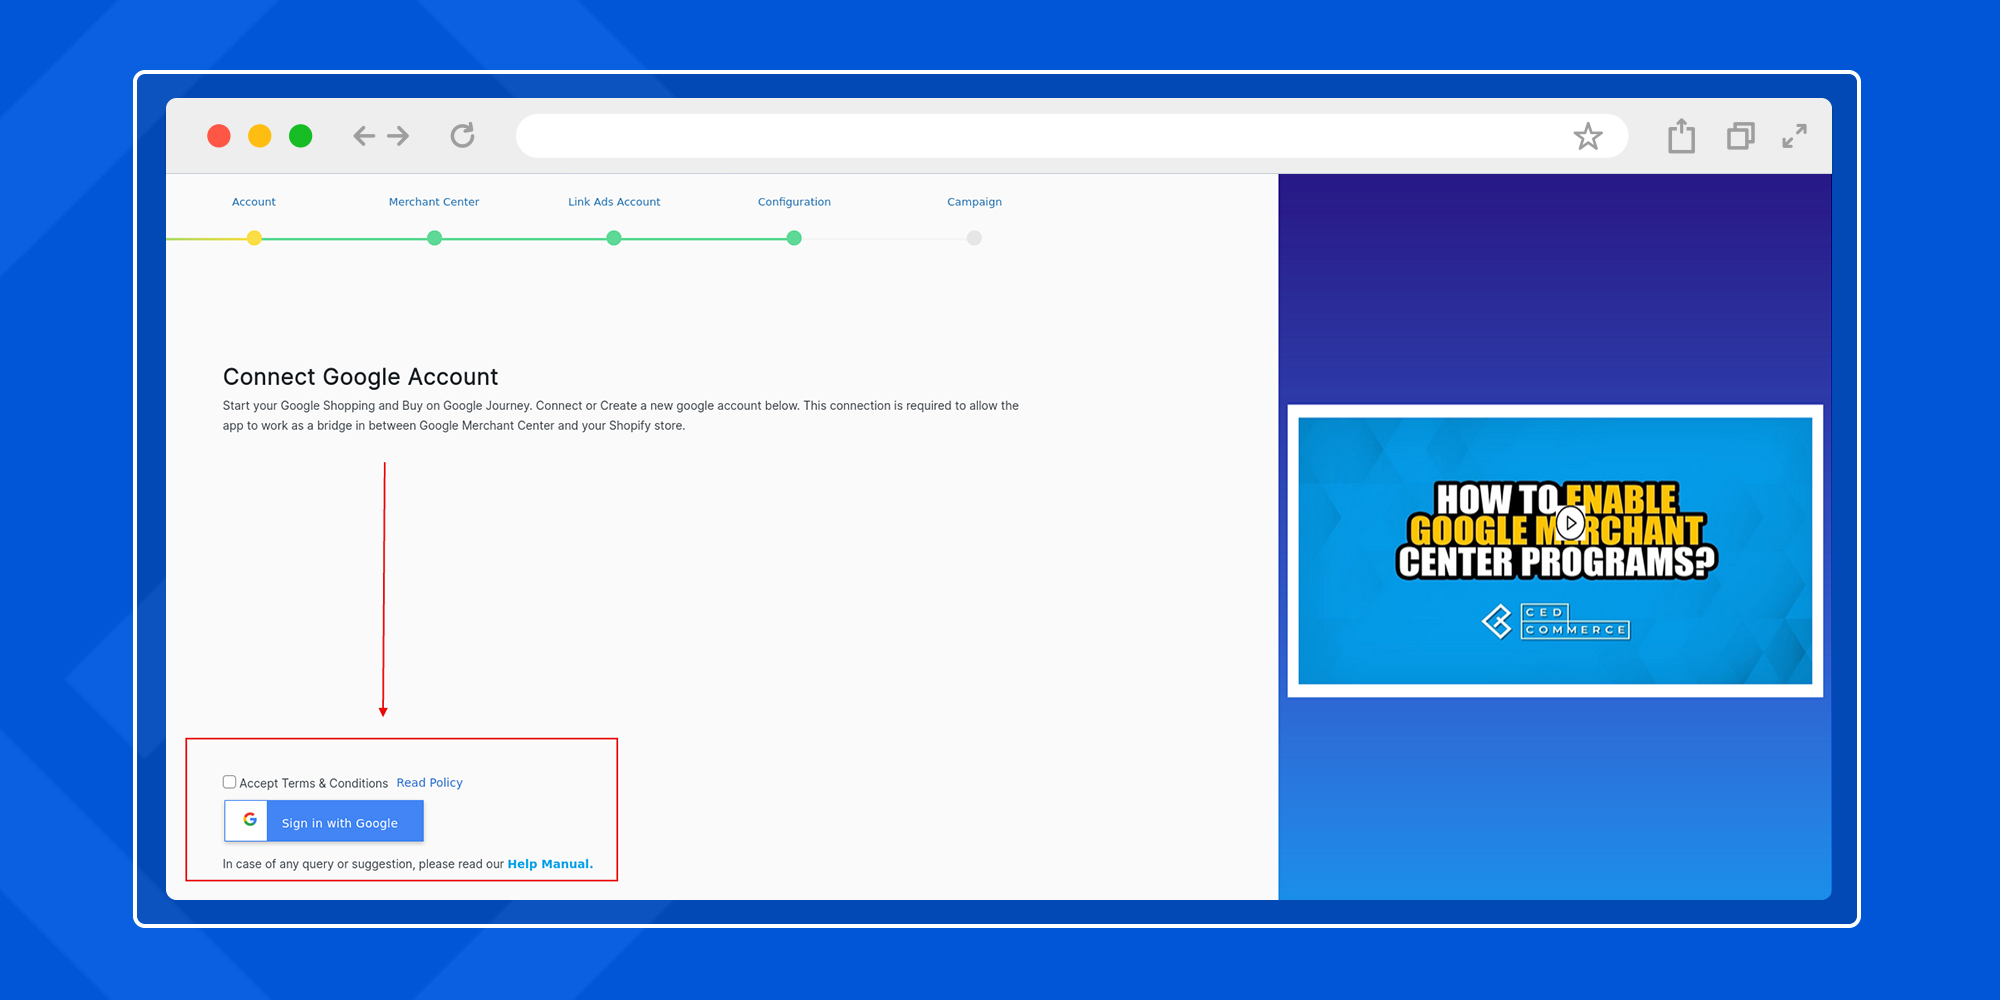 Account
Merchant Center
Link Ads Account
Configuration
Campaign
Connect Google Account
Start your Google Shopping and Buy on Google Journey. Connect or Create a new google account below. This connection is required to allow the
app to work as a bridge in between Google Merchant Center and your Shopify store.
Accept Terms & Conditions Read Policy
G Sign in with Google
In case of any query or suggestion, please read our Help Manual.
HOW TO ENABLE
GOOGLE MERCHANT
CENTER PROGRAMS?
CED
COMMERCE